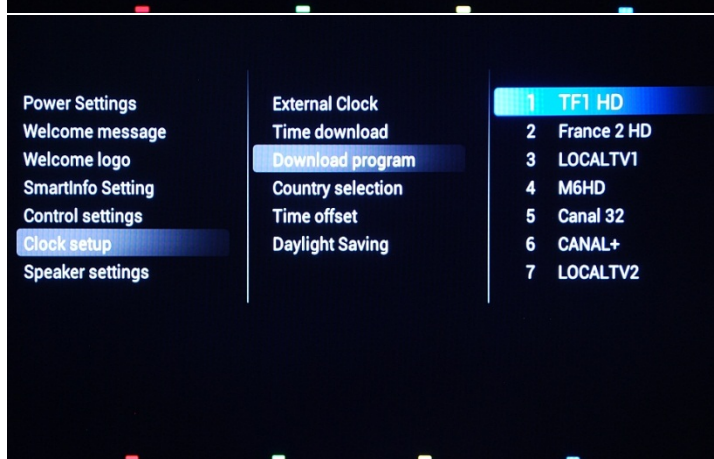 Power Settings
Welcome message
Welcome logo
SmartInfo Setting
Control settings
Clock setup
Speaker settings
External Clock
Time download
Download program
Country selection
Time offset
Daylight Saving
1 TF1 HD
2 France 2 HD
3 LOCALTV1
4 M6HD
5 Canal 32
6 CANAL+
7 LOCALTV2